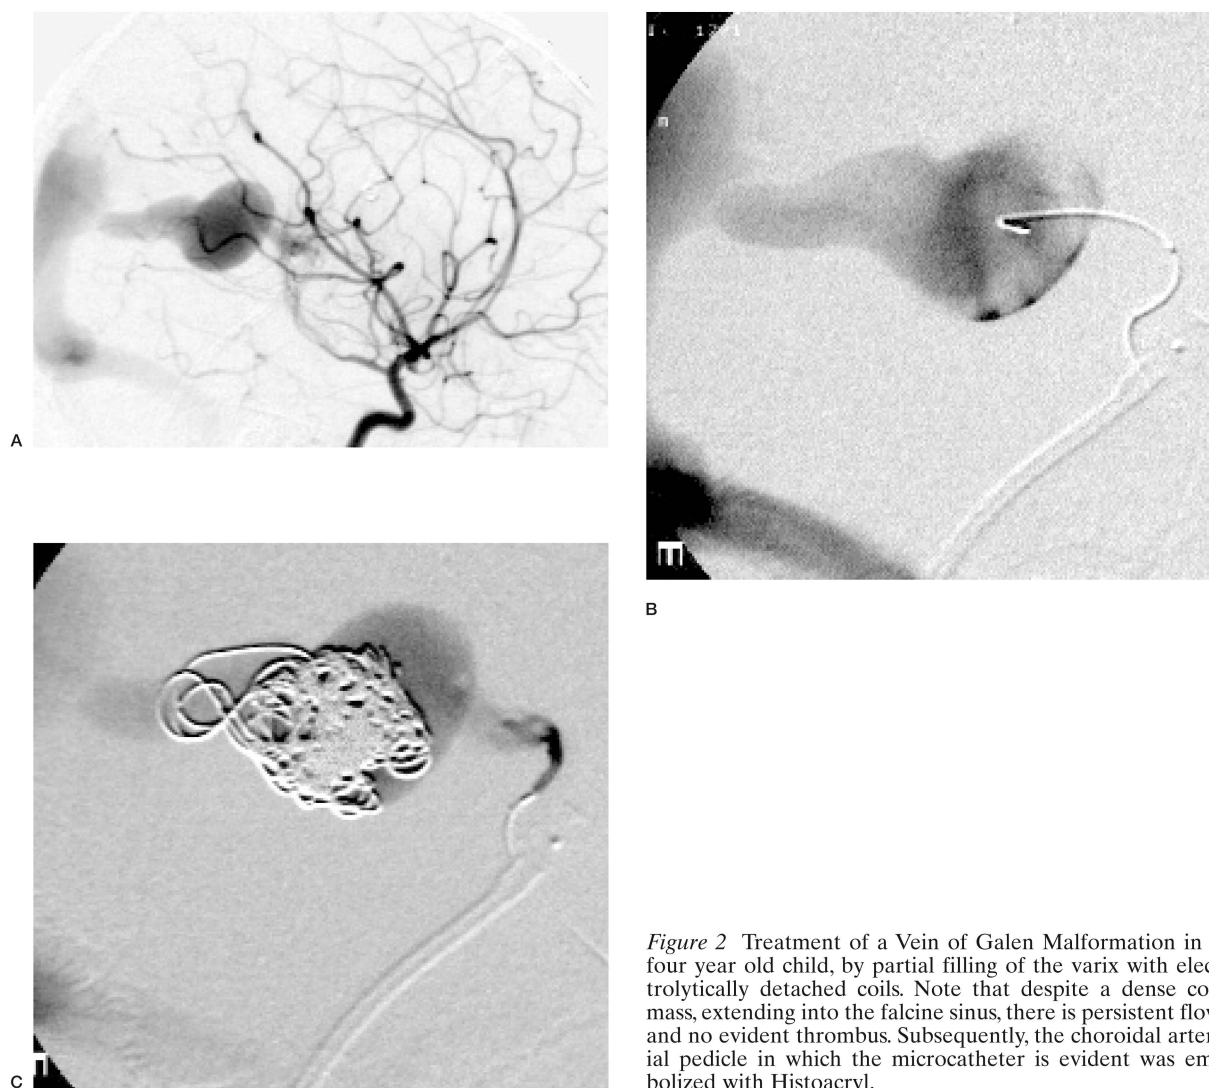 A
B
C
Figure 2 Treatment of a Vein of Galen Malformation in
four year old child, by partial filling of the varix with elec
trolytically detached coils. Note that despite a dense co
mass, extending into the falcine sinus, there is persistent flow
and no evident thrombus. Subsequently, the choroidal arter
ial pedicle in which the microcatheter is evident was em
bolized with Histoacryl.